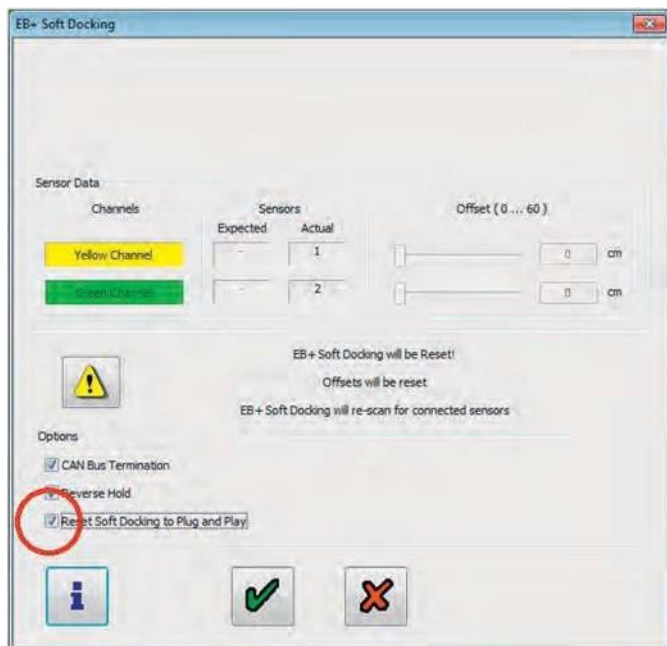 EB+ Soft Docking
Sensor Data
Channels Sensors Offset ( 0 ... 60 )
Expected Actual
Yellow Channel - 1 0 cm
Green Channel - 2 0 cm
EB+ Soft Docking will be Reset!
Offsets will be reset
EB+ Soft Docking will re-scan for connected sensors
Options
CAN Bus Termination
Reverse Hold
Reset Soft Docking to Plug and Play